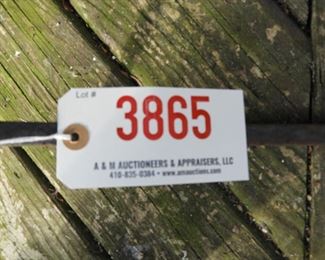 Lot #
3865
A & M AUCTIONEERS & APPRAISERS, LLC
410-835-0384 • www.amauctions.com